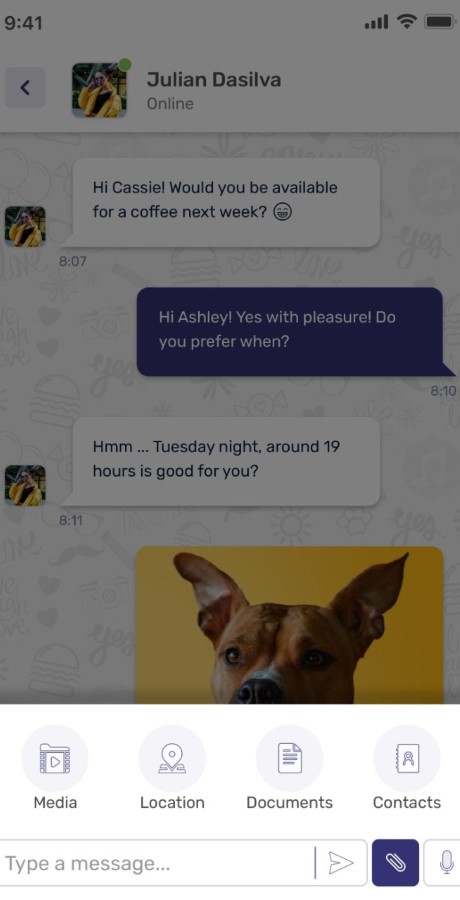 9:41
Julian Dasilva
Online
Hi Cassie! Would you be available
for a coffee next week? 😁
8:07
Hi Ashley! Yes with pleasure! Do
you prefer when?
8:10
Hmm ... Tuesday night, around 19
hours is good for you?
8:11
Media
Location
Documents
Contacts
Type a message...